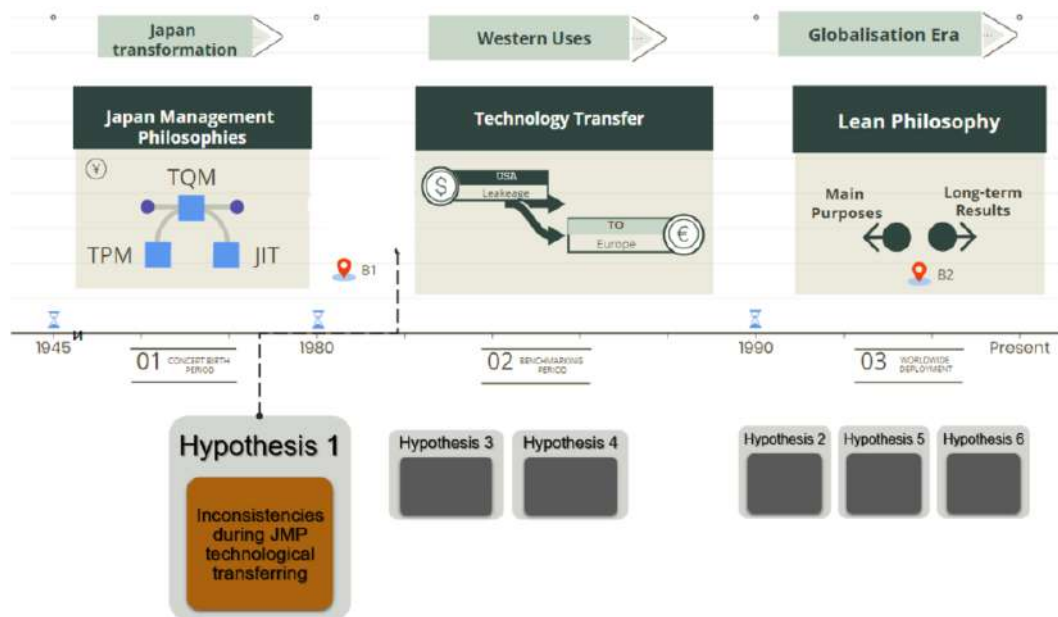 Japan
transformation
Western Uses
Globalisation Era
Japan Management
Philosophies
Technology Transfer
Lean Philosophy
¥
TQM
TPM
JIT
B1
$
USA
Leakeage
TO
Europe
€
Main
Purposes
Long-term
Results
B2
1945
1980
1990
Present
01 CONCEPT BIRTH
PERIOD
02 BENCHMARKING
PERIOD
03 WORLDWIDE
DEPLOYMENT
Hypothesis 1
Inconsistencies
during JMP
technological
transferring
Hypothesis 3
Hypothesis 4
Hypothesis 2
Hypothesis 5
Hypothesis 6